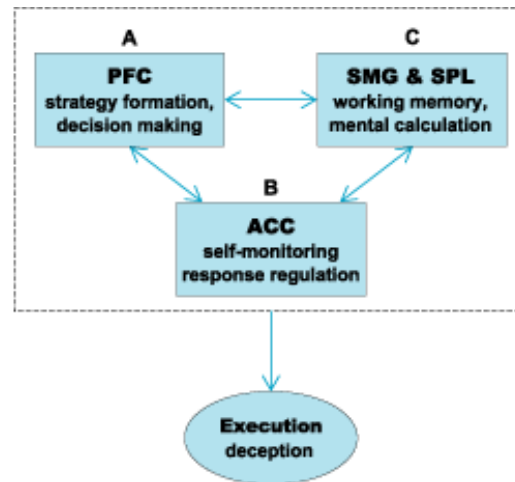 A
PFC
strategy formation,
decision making
C
SMG & SPL
working memory,
mental calculation
B
ACC
self-monitoring
response regulation
Execution
deception